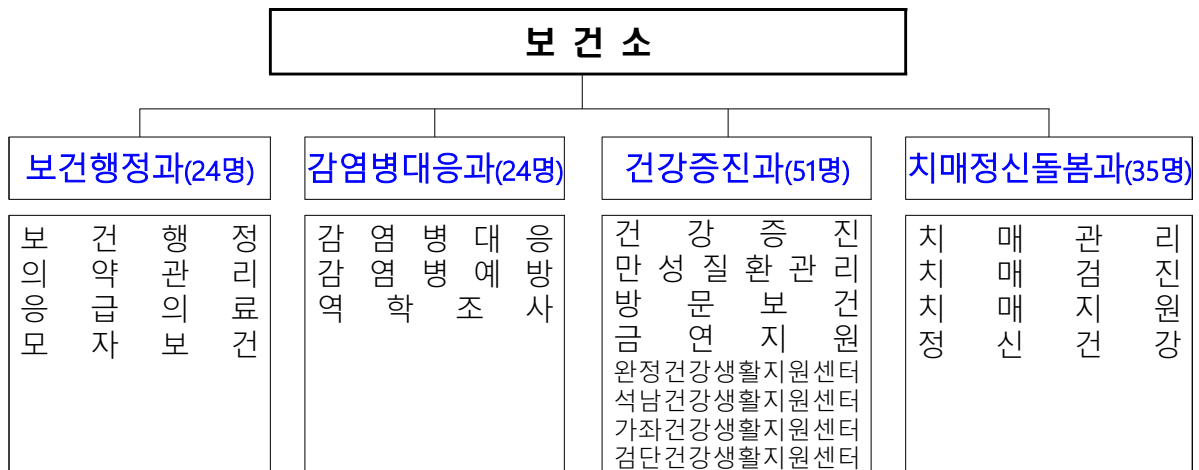 보 건 소
보건행정과(24명)
보 건 행 정
의 약 관 리
응 급 의 료
모 자 보 건
감염병대응과(24명)
감 염 병 대 응
감 염 병 예 방
역 학 조 사
건강증진과(51명)
건 강 증 진
만 성 질 환 관 리
방 문 보 건
금 연 지 원
완정건강생활지원센터
석남건강생활지원센터
가좌건강생활지원센터
검단건강생활지원센터
치매정신돌봄과(35명)
치 매 관 리
치 매 검 진
치 매 지 원
정 신 건 강